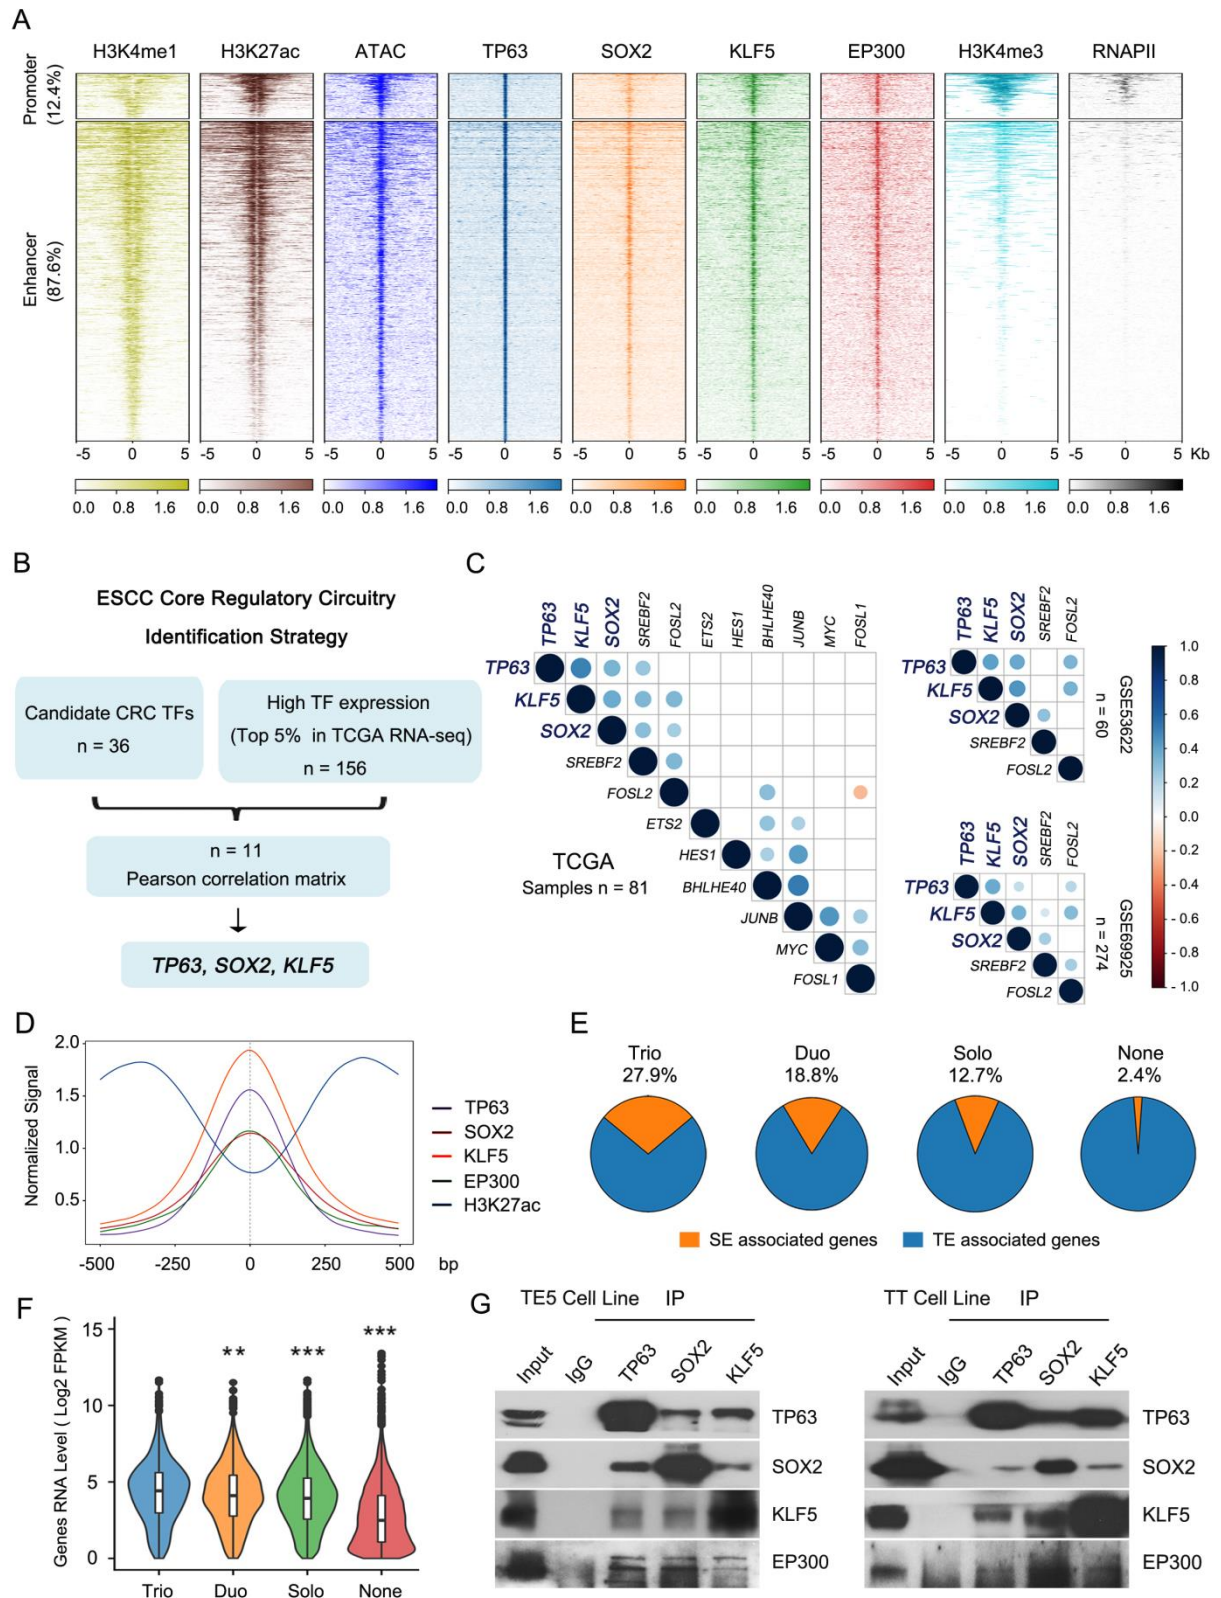 A
H3K4me1 H3K27ac ATAC TP63 SOX2 KLF5 EP300 H3K4me3 RNAPII
Promoter
(12.4%)
Enhancer
(87.6%)
-5 0 5 -5 0 5 -5 0 5 -5 0 5 -5 0 5 -5 0 5 -5 0 5 -5 0 5 -5 0 5 Kb
0.0 0.8 1.6 0.0 0.8 1.6 0.0 0.8 1.6 0.0 0.8 1.6 0.0 0.8 1.6 0.0 0.8 1.6 0.0 0.8 1.6 0.0 0.8 1.6 0.0 0.8 1.6
B
ESCC Core Regulatory Circuitry
Identification Strategy
Candidate CRC TFs
n = 36
High TF expression
(Top 5% in TCGA RNA-seq)
n = 156
n = 11
Pearson correlation matrix
TP63, SOX2, KLF5
C
TP63 KLF5 SOX2 SREBF2 FOSL2 ETS2 HES1 BHLHE40 JUNB MYC FOSL1
TP63
KLF5
SOX2
SREBF2
FOSL2
ETS2
HES1
BHLHE40
JUNB
MYC
FOSL1
TCGA
Samples n = 81
TP63 KLF5 SOX2 SREBF2 FOSL2
TP63
KLF5
SOX2
SREBF2
FOSL2
GSE53622
n = 60
TP63 KLF5 SOX2 SREBF2 FOSL2
TP63
KLF5
SOX2
SREBF2
FOSL2
GSE69925
n = 274
1.0
0.8
0.6
0.4
0.2
0.0
- 0.2
- 0.4
- 0.6
- 0.8
- 1.0
D
Normalized Signal
2.0
1.5
1.0
0.5
-500 -250 0 250 500 bp
TP63
SOX2
KLF5
EP300
H3K27ac
E
Trio Duo Solo None
27.9% 18.8% 12.7% 2.4%
SE associated genes TE associated genes
F
Genes RNA Level ( Log2 FPKM)
15
10
5
0
** *** ***
Trio Duo Solo None
G
TE5 Cell Line IP
Input IgG TP63 SOX2 KLF5
TP63
SOX2
KLF5
EP300
TT Cell Line IP
Input IgG TP63 SOX2 KLF5
TP63
SOX2
KLF5
EP300